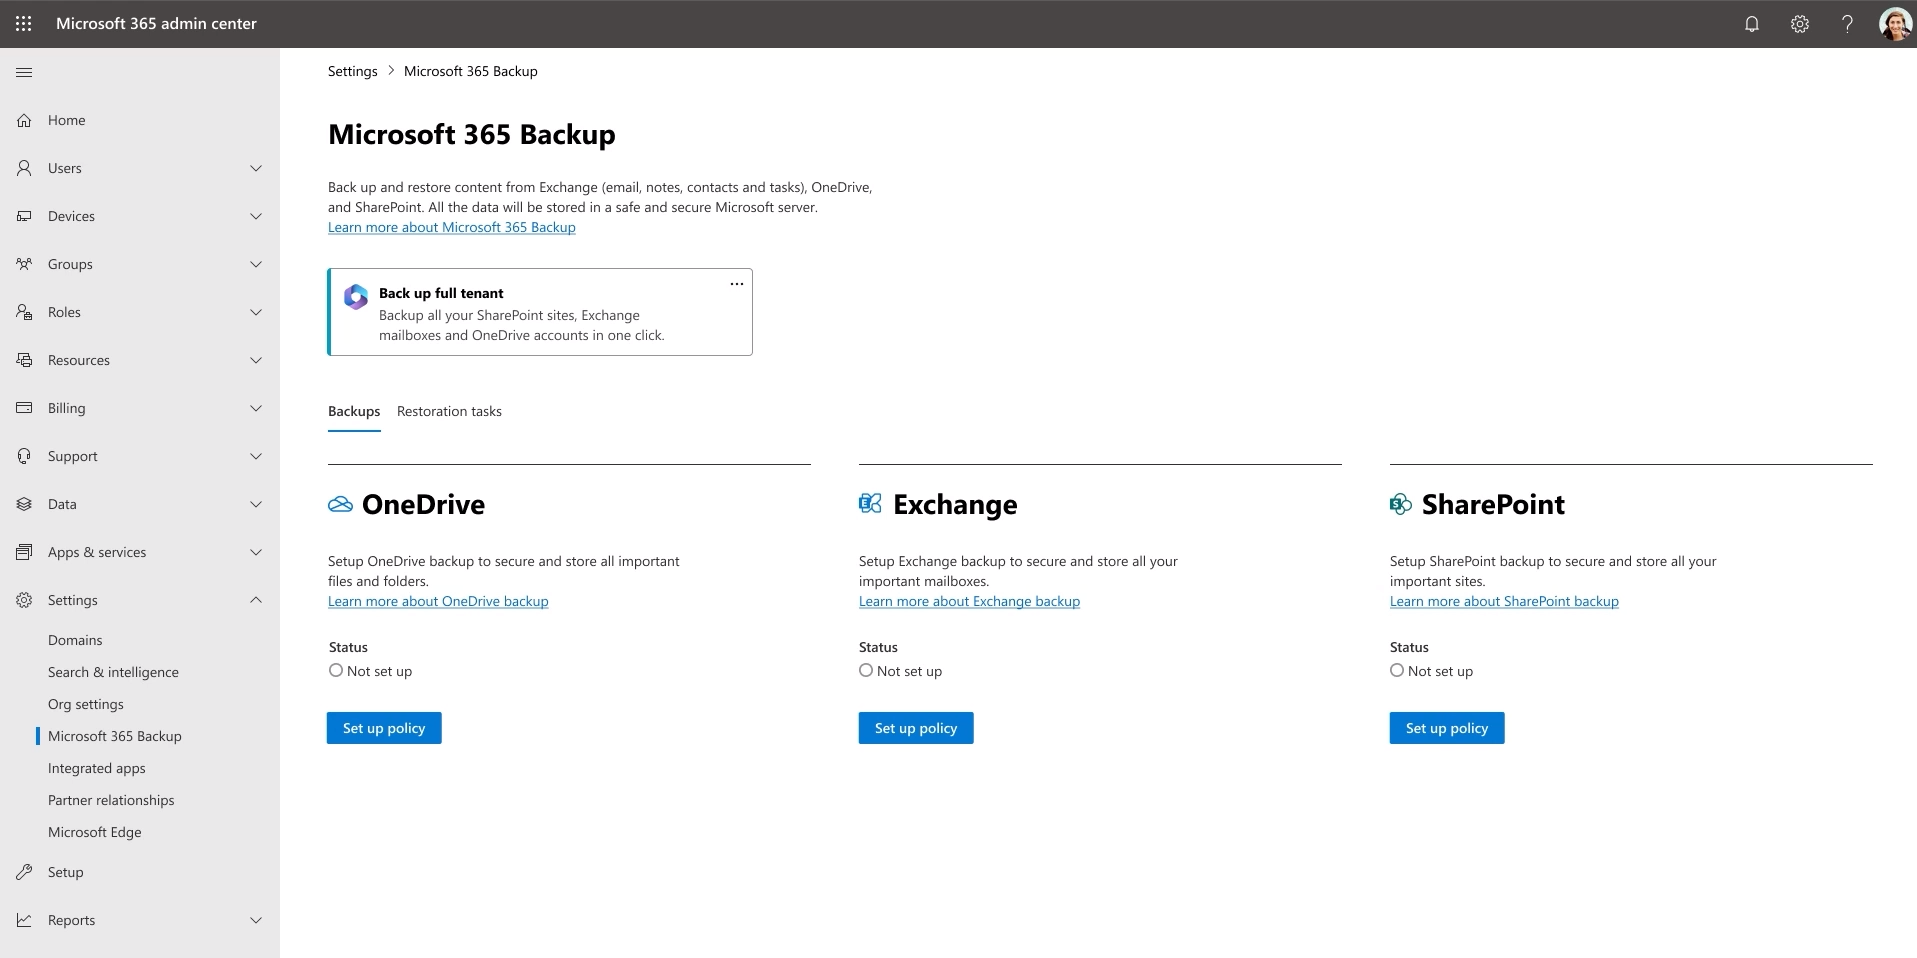 Microsoft 365 admin center
Settings > Microsoft 365 Backup
Home
Users
Devices
Groups
Roles
Resources
Billing
Support
Data
Apps & services
Settings
Domains
Search & intelligence
Org settings
Microsoft 365 Backup
Integrated apps
Partner relationships
Microsoft Edge
Setup
Reports
Microsoft 365 Backup
Back up and restore content from Exchange (email, notes, contacts and tasks), OneDrive,
and SharePoint. All the data will be stored in a safe and secure Microsoft server.
Learn more about Microsoft 365 Backup
Back up full tenant
Backup all your SharePoint sites, Exchange
mailboxes and OneDrive accounts in one click.
Backups
Restoration tasks
OneDrive
Setup OneDrive backup to secure and store all important
files and folders.
Learn more about OneDrive backup
Status
Not set up
Set up policy
Exchange
Setup Exchange backup to secure and store all your
important mailboxes.
Learn more about Exchange backup
Status
Not set up
Set up policy
SharePoint
Setup SharePoint backup to secure and store all your
important sites.
Learn more about SharePoint backup
Status
Not set up
Set up policy